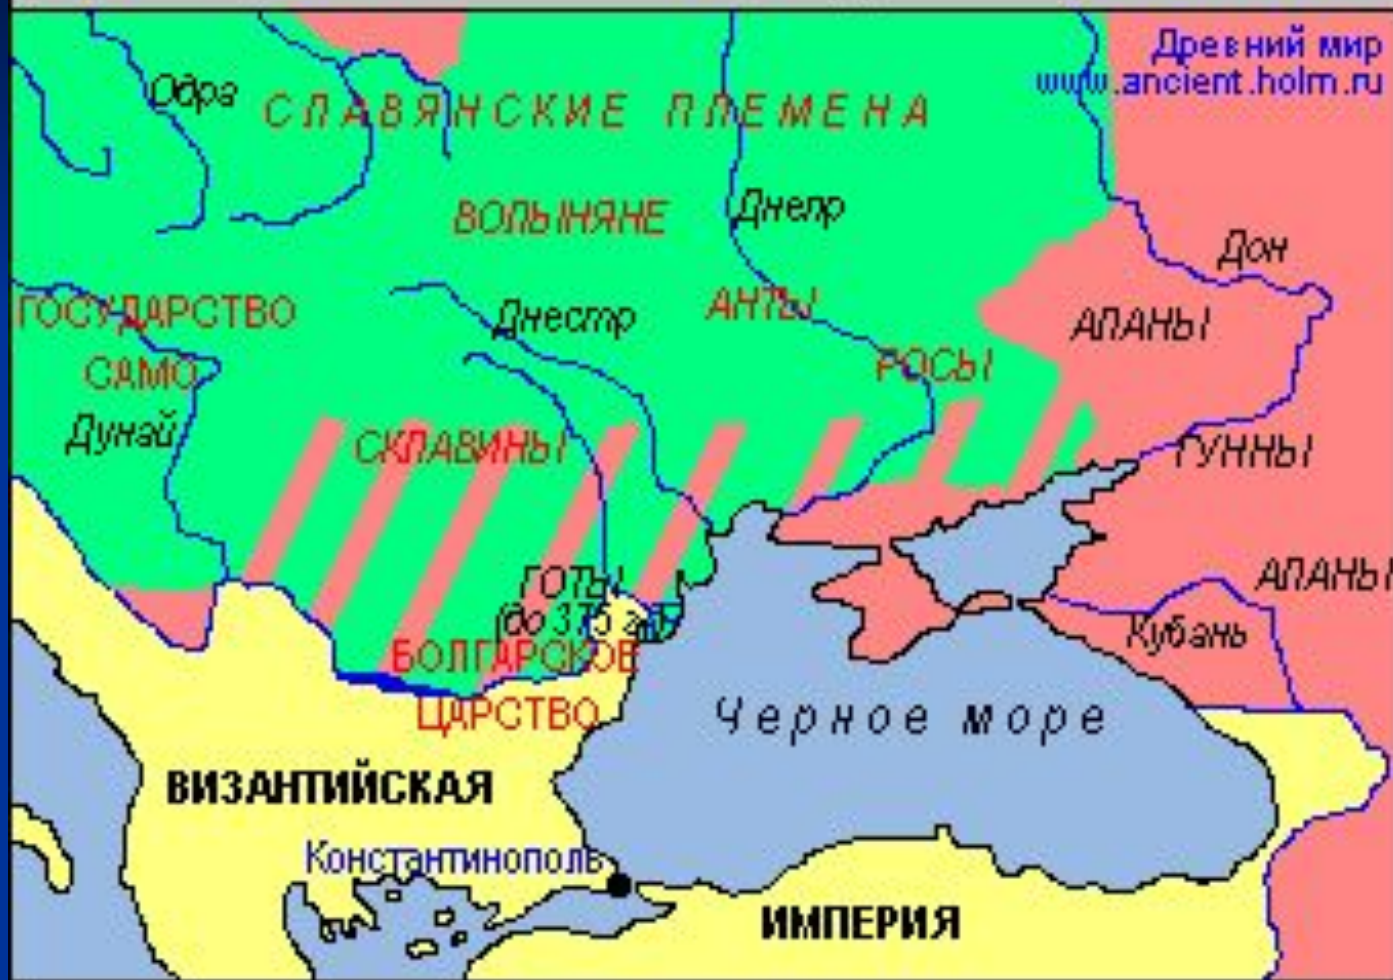 Древний мир
www.ancient.holm.ru
Одра
СЛАВЯНСКИЕ ПЛЕМЕНА
ВОЛЫНЯНЕ
Днепр
Дон
ГОСУДАРСТВО
САМО
Днестр
АНТЫ
АЛАНЫ
РОСЫ
Дунай
СКЛАВИНЫ
ГУННЫ
ГОТЫ
(до 375 г.)
АЛАНЫ
Кубань
БОЛГАРСКОЕ
ЦАРСТВО
Черное море
ВИЗАНТИЙСКАЯ
Константинополь
ИМПЕРИЯ